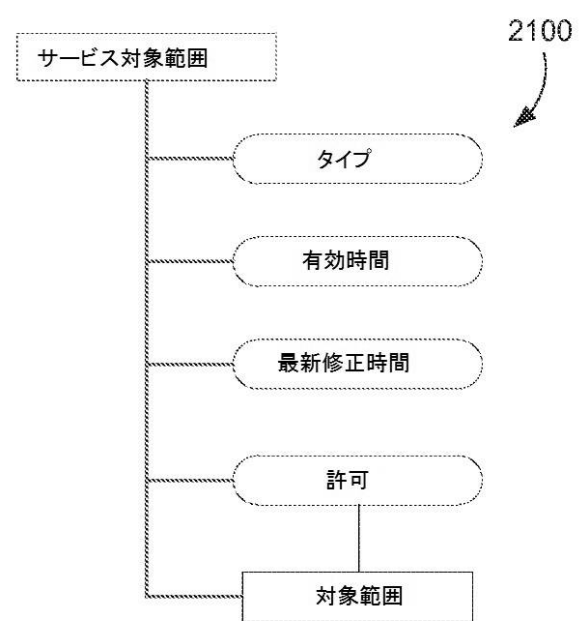 2100
サービス対象範囲
タイプ
有効時間
最新修正時間
許可
対象範囲